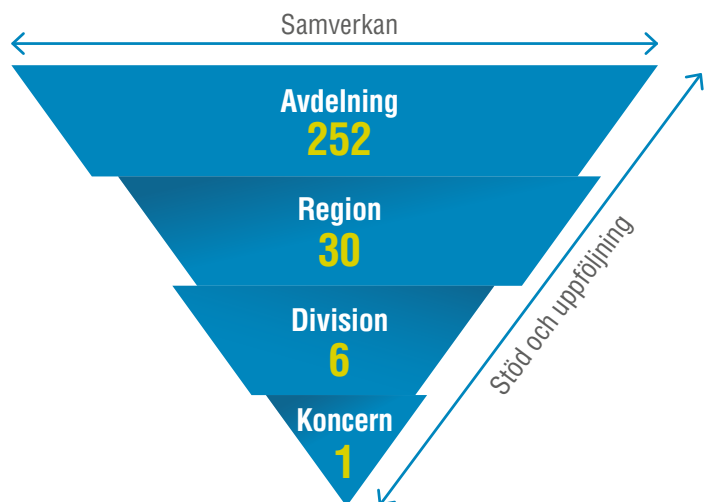 Samverkan
Avdelning
252
Region
30
Division
6
Koncern
1
Stöd och uppföljning